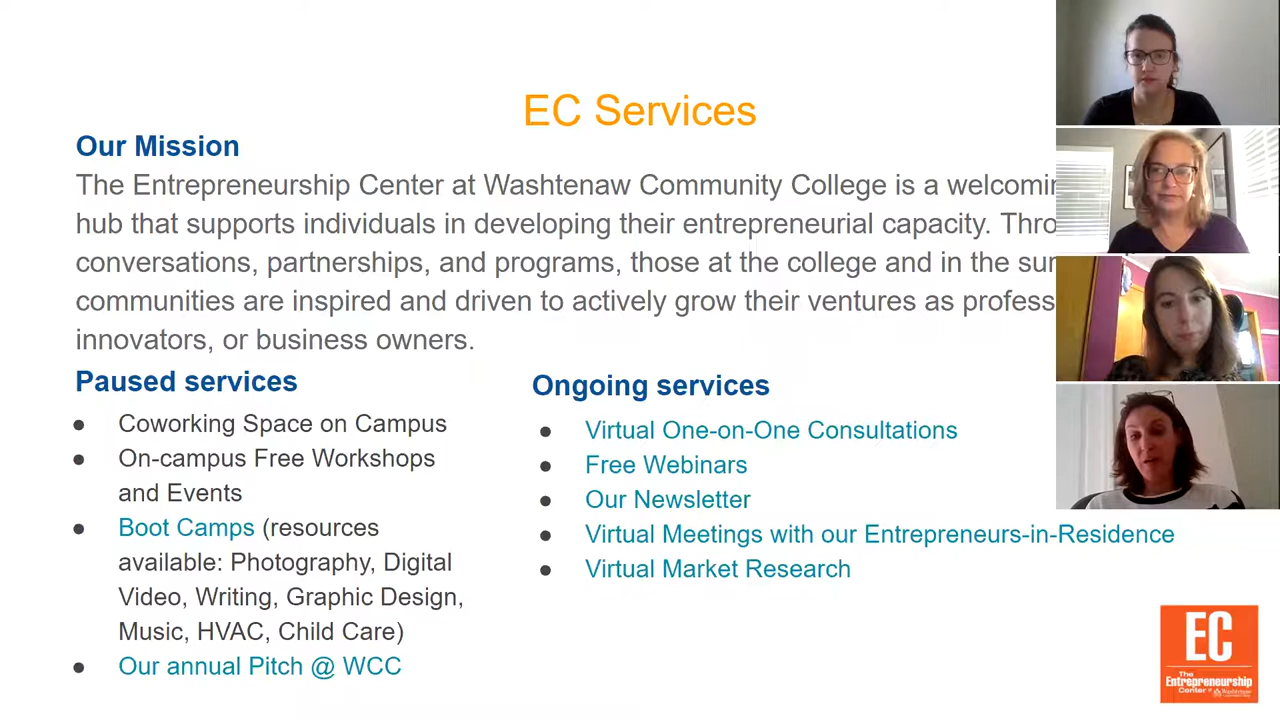 EC Services
Our Mission
The Entrepreneurship Center at Washtenaw Community College is a
hub that supports individuals in developing their entrepreneurial capacity.
conversations, partnerships, and programs, those at the college and in the
communities are inspired and driven to actively grow their ventures as
innovators, or business owners.
Paused services
● Coworking Space on Campus
● On-campus Free Workshops
and Events
● Boot Camps (resources
available: Photography, Digital
Video, Writing, Graphic Design,
Music, HVAC, Child Care)
● Our annual Pitch @ WCC
Ongoing services
● Virtual One-on-One Consultations
● Free Webinars
● Our Newsletter
● Virtual Meetings with our Entrepreneurs-in-Residence
● Virtual Market Research
EC
The
Entrepreneurship
Center at Washtenaw